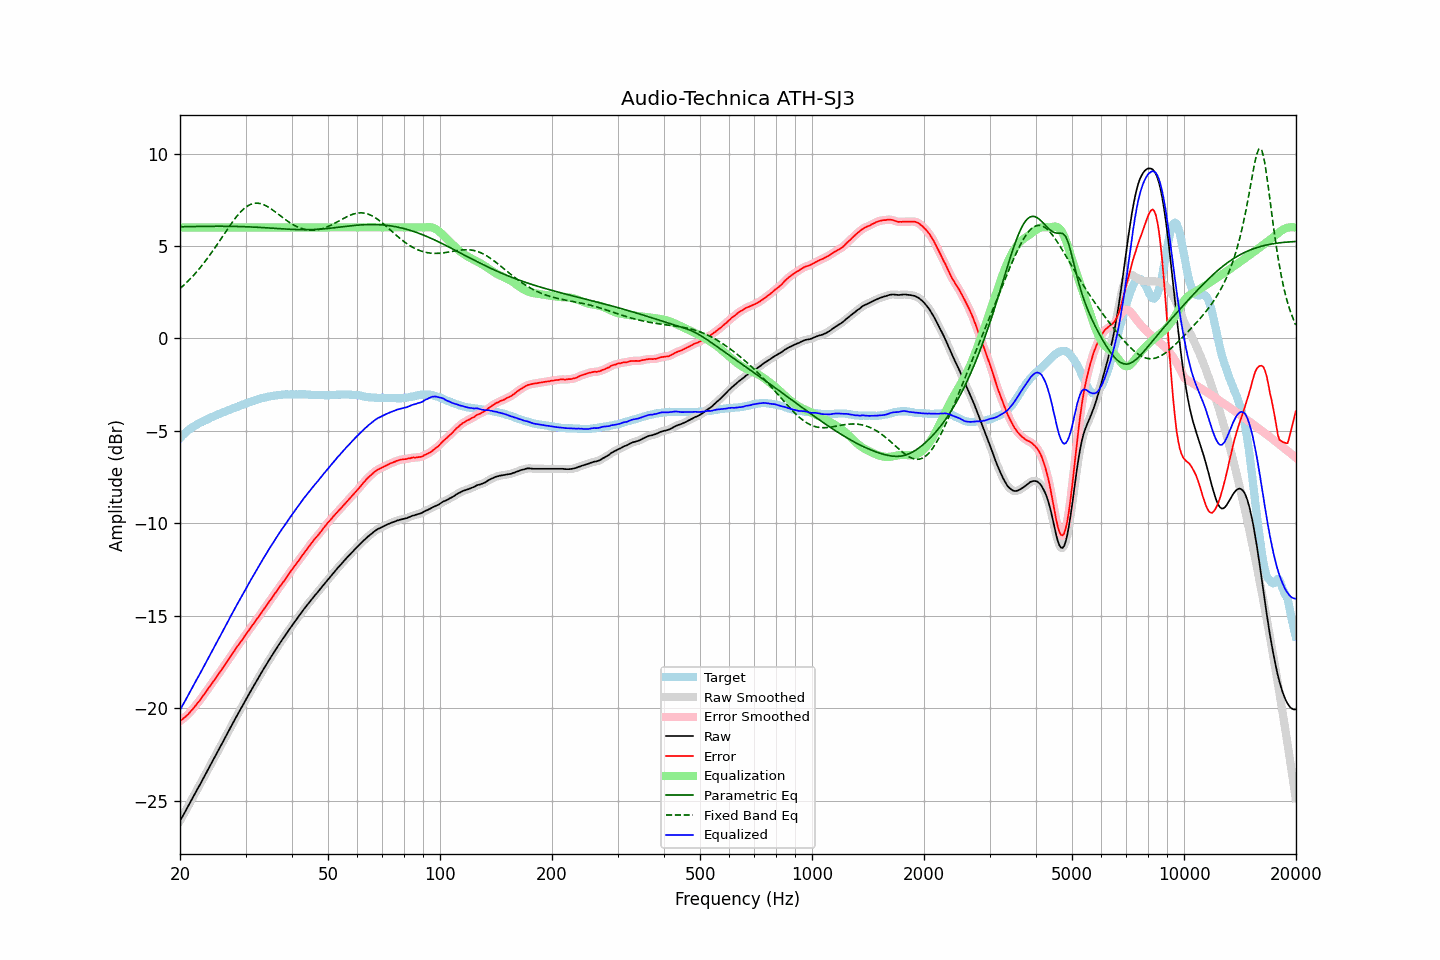 Audio-Technica ATH-SJ3
Amplitude (dBr)
10
5
0
−5
−10
−15
−20
−25
Target
Raw Smoothed
Error Smoothed
Raw
Error
Equalization
Parametric Eq
Fixed Band Eq
Equalized
20 50 100 200 500 1000 2000 5000 10000 20000
Frequency (Hz)